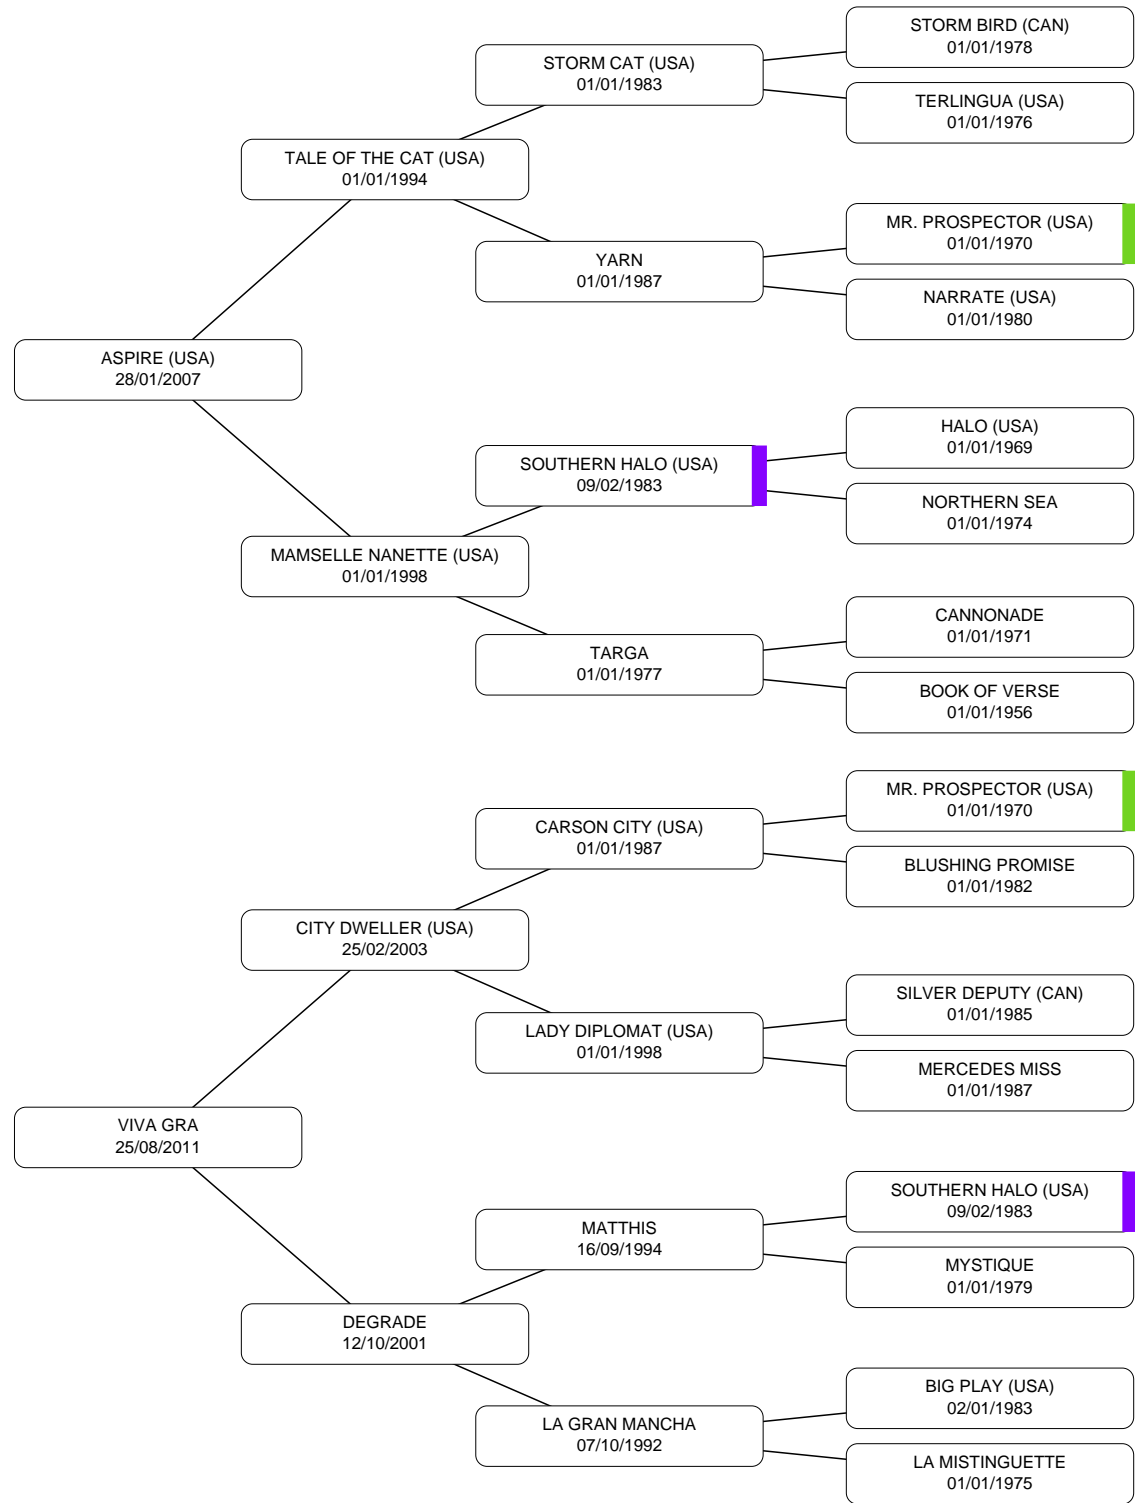 STORM BIRD (CAN)
01/01/1978
STORM CAT (USA)
01/01/1983
TERLINGUA (USA)
01/01/1976
TALE OF THE CAT (USA)
01/01/1994
MR. PROSPECTOR (USA)
01/01/1970
YARN
01/01/1987
NARRATE (USA)
01/01/1980
ASPIRE (USA)
28/01/2007
HALO (USA)
01/01/1969
SOUTHERN HALO (USA)
09/02/1983
NORTHERN SEA
01/01/1974
MAMSELLE NANETTE (USA)
01/01/1998
CANNONADE
01/01/1971
TARGA
01/01/1977
BOOK OF VERSE
01/01/1956
MR. PROSPECTOR (USA)
01/01/1970
CARSON CITY (USA)
01/01/1987
BLUSHING PROMISE
01/01/1982
CITY DWELLER (USA)
25/02/2003
SILVER DEPUTY (CAN)
01/01/1985
LADY DIPLOMAT (USA)
01/01/1998
MERCEDES MISS
01/01/1987
VIVA GRA
25/08/2011
SOUTHERN HALO (USA)
09/02/1983
MATTHIS
16/09/1994
MYSTIQUE
01/01/1979
DEGRADE
12/10/2001
BIG PLAY (USA)
02/01/1983
LA GRAN MANCHA
07/10/1992
LA MISTINGUETTE
01/01/1975